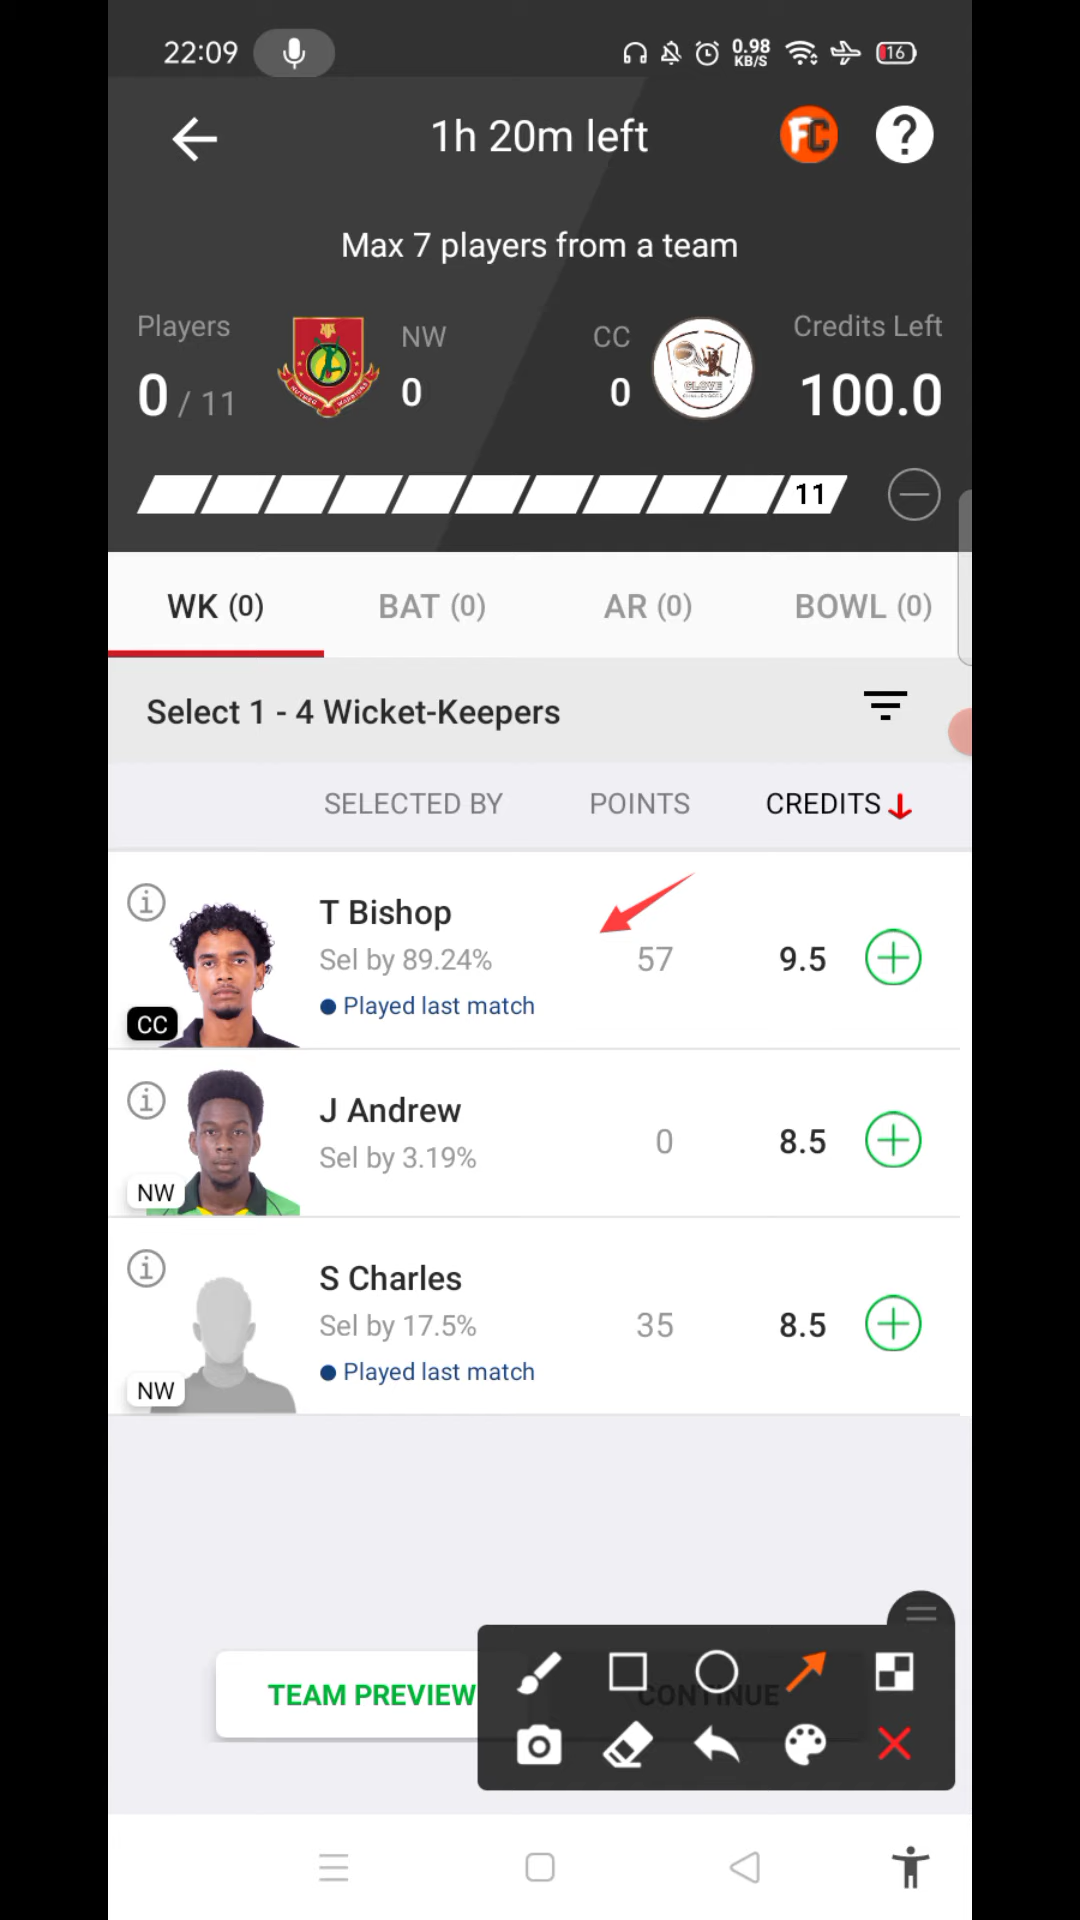 22:09
0.98
KB/S
16
1h 20m left
FC
?
Max 7 players from a team
Players
NW
CC
Credits Left
0 / 11
0
0
100.0
CLOVE
11
WK (0)
BAT (0)
AR (0)
BOWL (0)
Select 1 - 4 Wicket-Keepers
SELECTED BY
POINTS
CREDITS
T Bishop
Sel by 89.24%
57
9.5
Played last match
CC
J Andrew
Sel by 3.19%
0
8.5
NW
S Charles
Sel by 17.5%
35
8.5
Played last match
NW
TEAM PREVIEW
CONTINUE